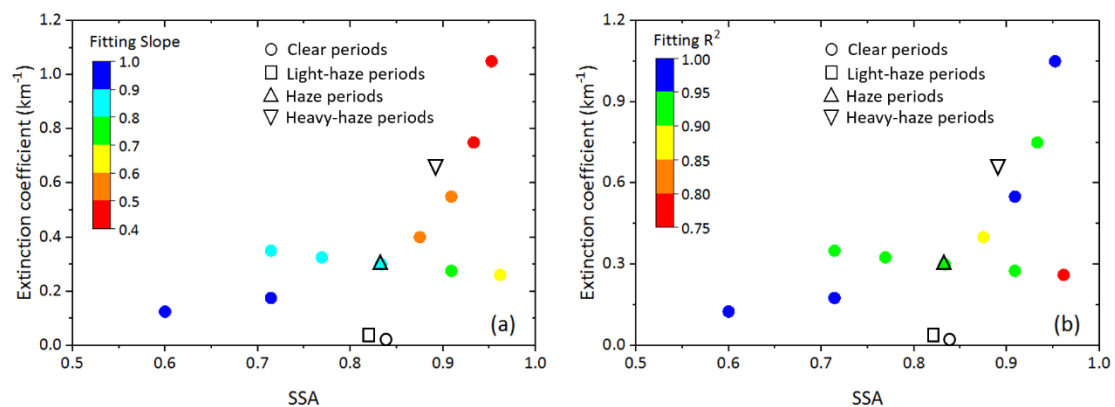 Fitting Slope
1.0
0.9
0.8
0.7
0.6
0.5
0.4
Clear periods
Light-haze periods
Haze periods
Heavy-haze periods
Extinction coefficient (km⁻¹)
1.2
1.0
0.8
0.6
0.4
0.2
0.0
0.5 0.6 0.7 0.8 0.9 1.0
SSA
(a)
Fitting R²
1.00
0.95
0.90
0.85
0.80
0.75
Clear periods
Light-haze periods
Haze periods
Heavy-haze periods
Extinction coefficient (km⁻¹)
1.2
0.9
0.6
0.3
0.0
0.5 0.6 0.7 0.8 0.9 1.0
SSA
(b)